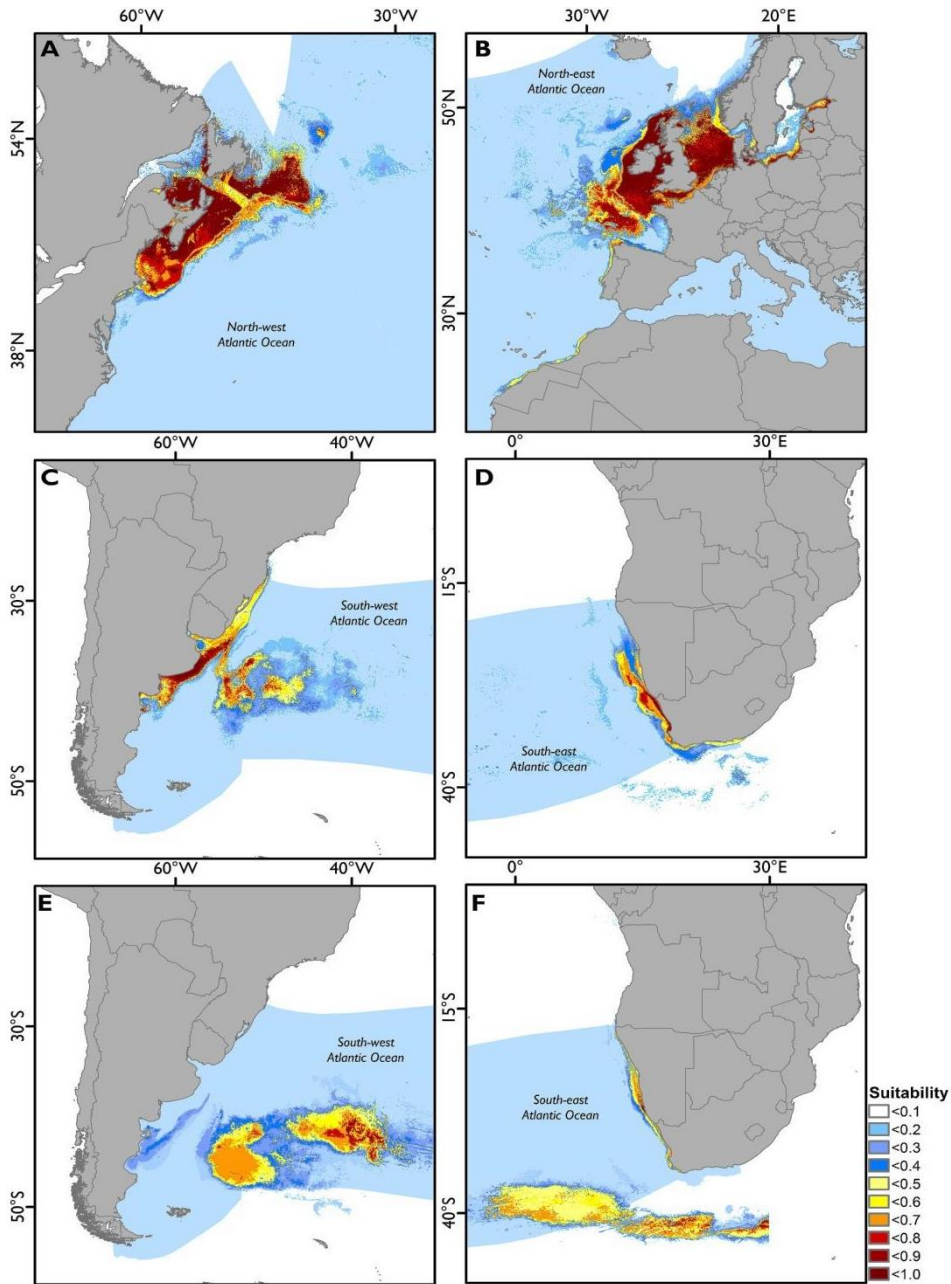 60°W 30°W
A
54°N
38°N
North-west
Atlantic Ocean
30°W 20°E
B
50°N
30°N
North-east
Atlantic Ocean
60°W 40°W
C
30°S
50°S
South-west
Atlantic Ocean
0° 30°E
D
15°S
40°S
South-east
Atlantic Ocean
60°W 40°W
E
30°S
50°S
South-west
Atlantic Ocean
0° 30°E
F
15°S
40°S
South-east
Atlantic Ocean
Suitability
<0.1
<0.2
<0.3
<0.4
<0.5
<0.6
<0.7
<0.8
<0.9
<1.0